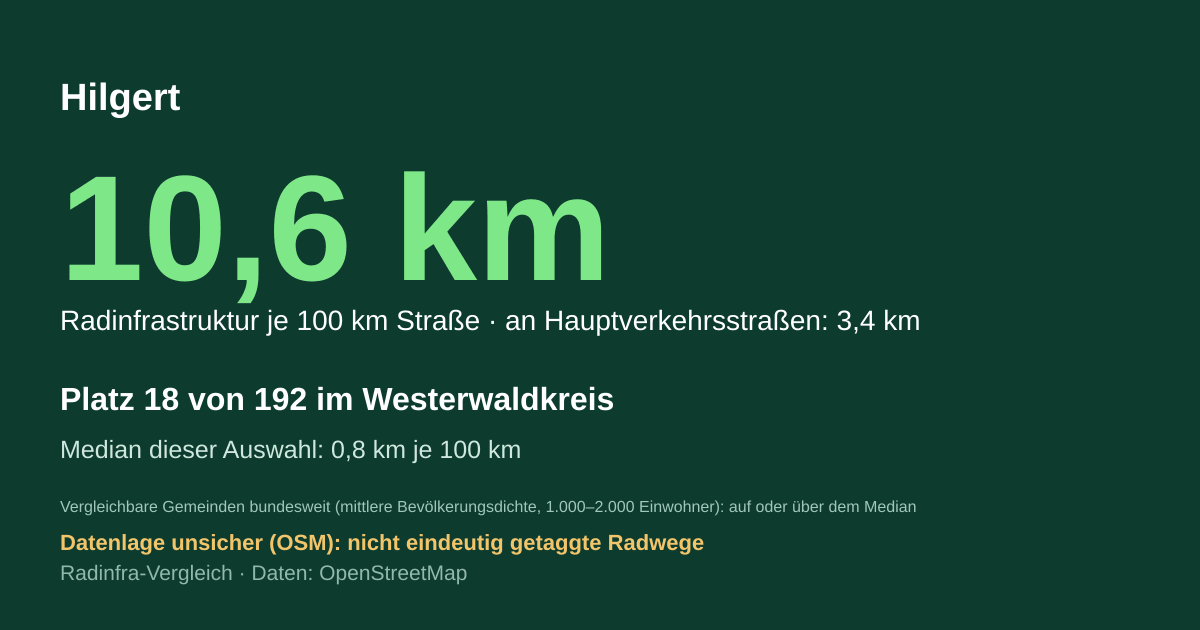 Hilgert
10,6 km
Radinfrastruktur je 100 km Straße · an Hauptverkehrsstraßen: 3,4 km
Platz 18 von 192 im Westerwaldkreis
Median dieser Auswahl: 0,8 km je 100 km
Vergleichbare Gemeinden bundesweit (mittlere Bevölkerungsdichte, 1.000–2.000 Einwohner): auf oder über dem Median
Datenlage unsicher (OSM): nicht eindeutig getaggte Radwege
Radinfra-Vergleich · Daten: OpenStreetMap